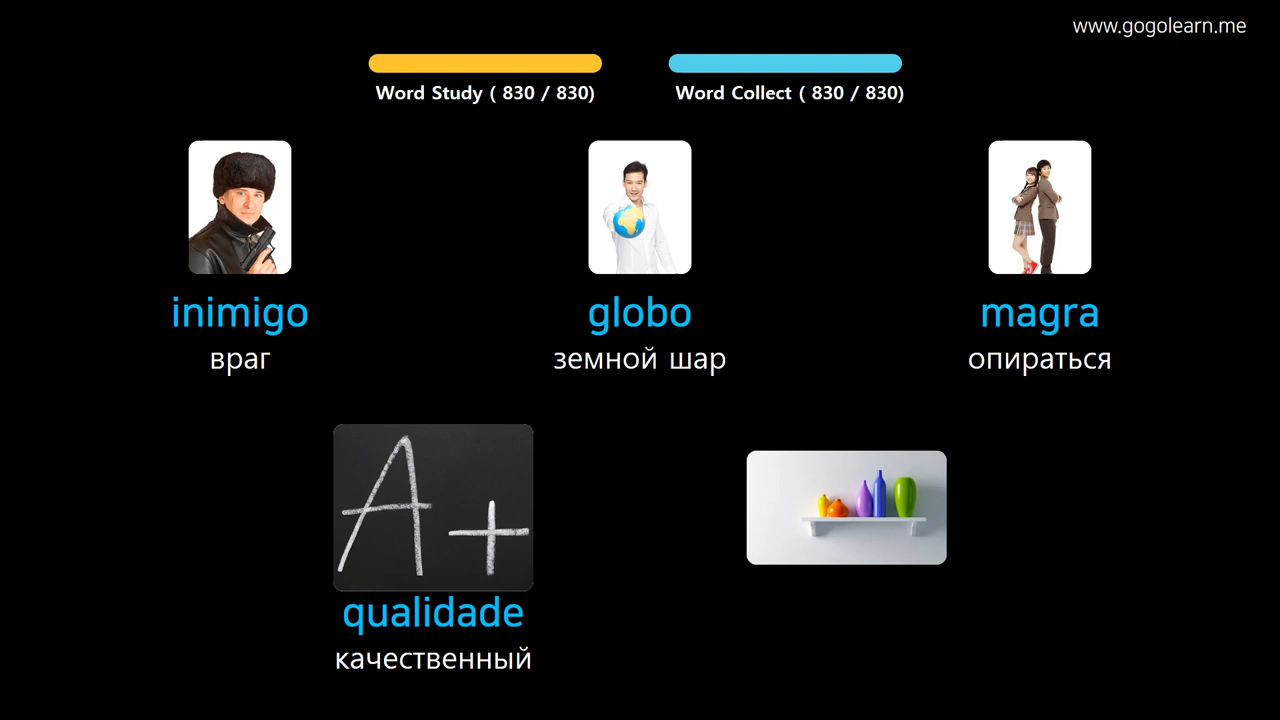 www.gogolearn.me
Word Study ( 830 / 830)
Word Collect ( 830 / 830)
inimigo
враг
globo
земной шар
magra
опираться
A+
qualidade
качественный